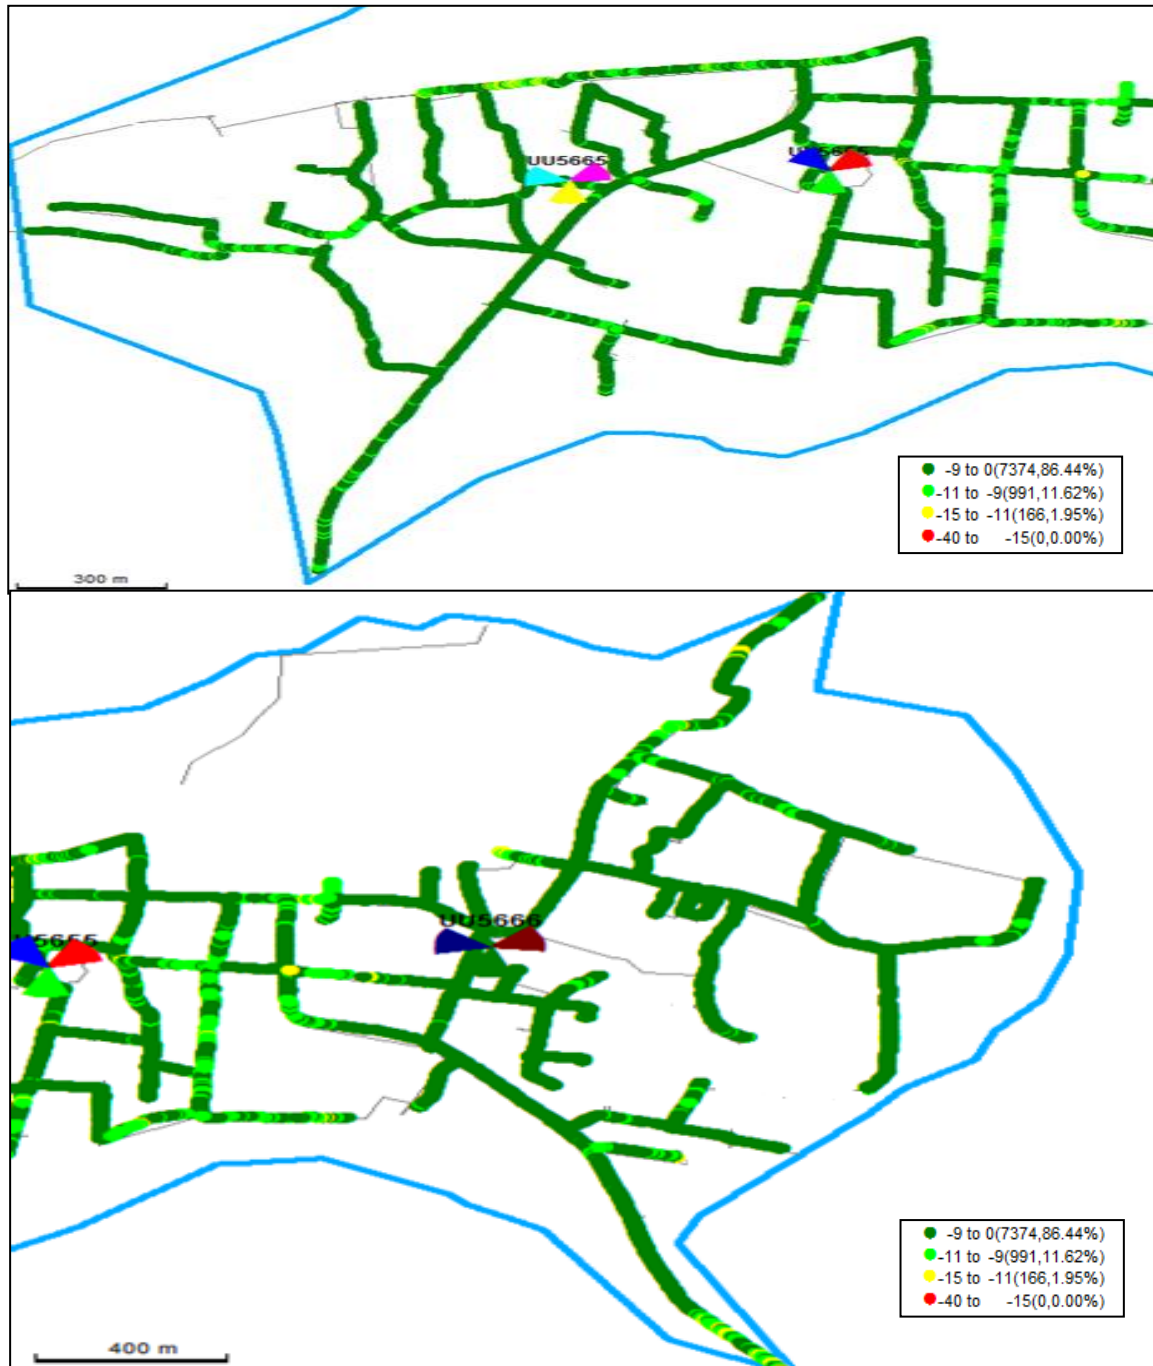 UU5665
UU5655
-9 to 0(7374,86.44%)
-11 to -9(991,11.62%)
-15 to -11(166,1.95%)
-40 to -15(0,0.00%)
300 m
UU5666
U5655
-9 to 0(7374,86.44%)
-11 to -9(991,11.62%)
-15 to -11(166,1.95%)
-40 to -15(0,0.00%)
400 m